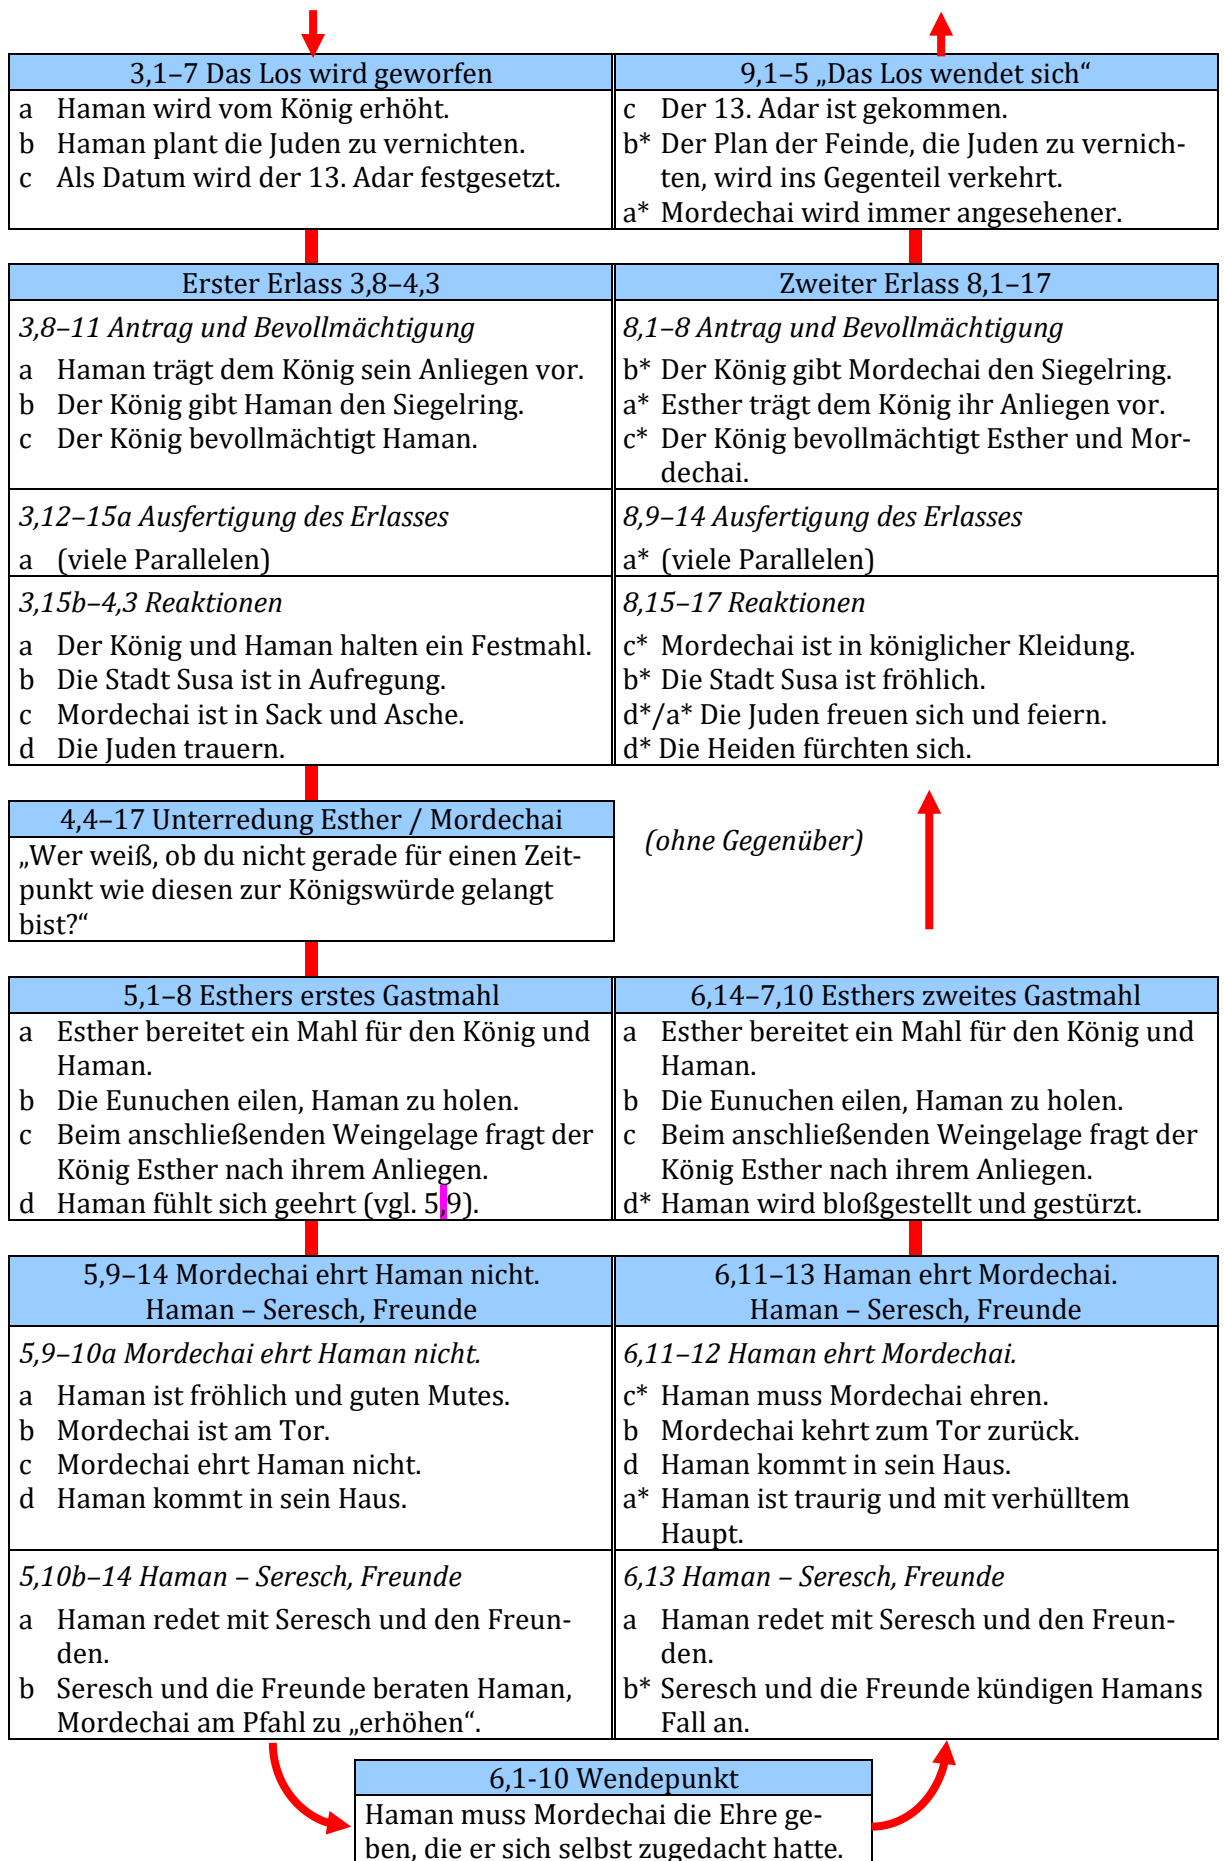 3,1–7 Das Los wird geworfen
a Haman wird vom König erhöht.
b Haman plant die Juden zu vernichten.
c Als Datum wird der 13. Adar festgesetzt.
9,1–5 „Das Los wendet sich“
c Der 13. Adar ist gekommen.
b* Der Plan der Feinde, die Juden zu vernich-
ten, wird ins Gegenteil verkehrt.
a* Mordechai wird immer angesehener.
Erster Erlass 3,8–4,3
3,8–11 Antrag und Bevollmächtigung
a Haman trägt dem König sein Anliegen vor.
b Der König gibt Haman den Siegelring.
c Der König bevollmächtigt Haman.
3,12–15a Ausfertigung des Erlasses
a (viele Parallelen)
3,15b–4,3 Reaktionen
a Der König und Haman halten ein Festmahl.
b Die Stadt Susa ist in Aufregung.
c Mordechai ist in Sack und Asche.
d Die Juden trauern.
Zweiter Erlass 8,1–17
8,1–8 Antrag und Bevollmächtigung
b* Der König gibt Mordechai den Siegelring.
a* Esther trägt dem König ihr Anliegen vor.
c* Der König bevollmächtigt Esther und Mor-
dechai.
8,9–14 Ausfertigung des Erlasses
a* (viele Parallelen)
8,15–17 Reaktionen
c* Mordechai ist in königlicher Kleidung.
b* Die Stadt Susa ist fröhlich.
d*/a* Die Juden freuen sich und feiern.
d* Die Heiden fürchten sich.
4,4–17 Unterredung Esther / Mordechai
„Wer weiß, ob du nicht gerade für einen Zeit-
punkt wie diesen zur Königswürde gelangt
bist?“
(ohne Gegenüber)
5,1–8 Esthers erstes Gastmahl
a Esther bereitet ein Mahl für den König und
Haman.
b Die Eunuchen eilen, Haman zu holen.
c Beim anschließenden Weingelage fragt der
König Esther nach ihrem Anliegen.
d Haman fühlt sich geehrt (vgl. 5,9).
6,14–7,10 Esthers zweites Gastmahl
a Esther bereitet ein Mahl für den König und
Haman.
b Die Eunuchen eilen, Haman zu holen.
c Beim anschließenden Weingelage fragt der
König Esther nach ihrem Anliegen.
d* Haman wird bloßgestellt und gestürzt.
5,9–14 Mordechai ehrt Haman nicht.
Haman – Seresch, Freunde
5,9–10a Mordechai ehrt Haman nicht.
a Haman ist fröhlich und guten Mutes.
b Mordechai ist am Tor.
c Mordechai ehrt Haman nicht.
d Haman kommt in sein Haus.
5,10b–14 Haman – Seresch, Freunde
a Haman redet mit Seresch und den Freun-
den.
b Seresch und die Freunde beraten Haman,
Mordechai am Pfahl zu „erhöhen“.
6,11–13 Haman ehrt Mordechai.
Haman – Seresch, Freunde
6,11–12 Haman ehrt Mordechai.
c* Haman muss Mordechai ehren.
b Mordechai kehrt zum Tor zurück.
d Haman kommt in sein Haus.
a* Haman ist traurig und mit verhülltem
Haupt.
6,13 Haman – Seresch, Freunde
a Haman redet mit Seresch und den Freun-
den.
b* Seresch und die Freunde kündigen Hamans
Fall an.
6,1-10 Wendepunkt
Haman muss Mordechai die Ehre ge-
ben, die er sich selbst zugedacht hatte.